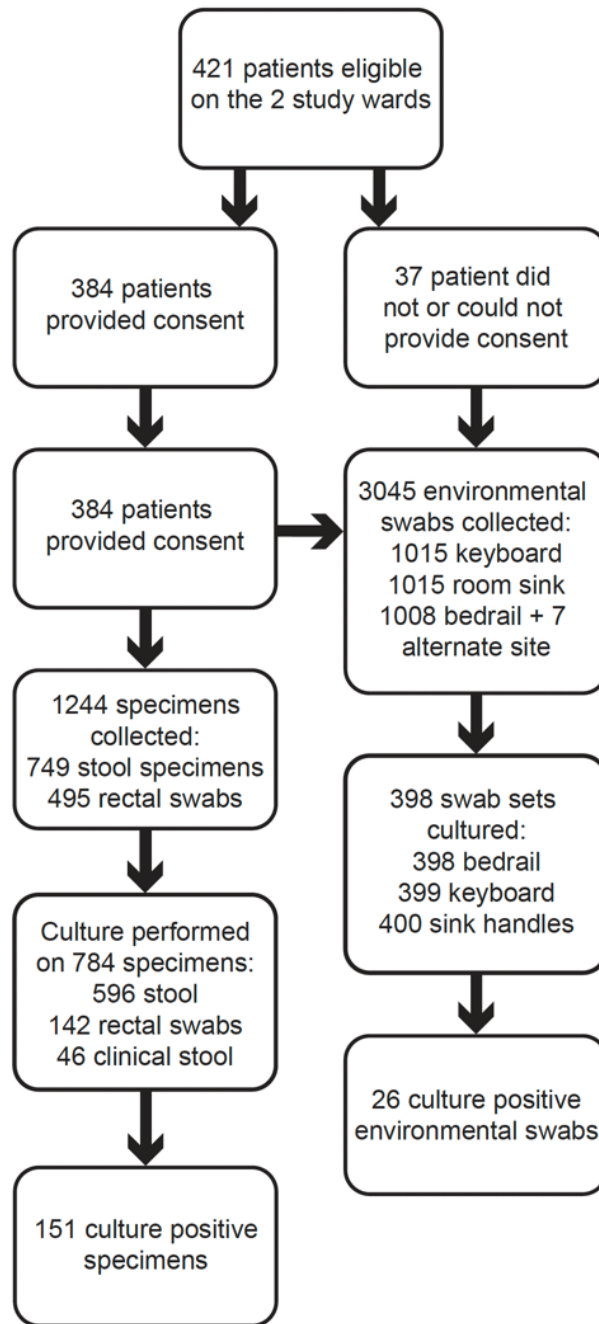 421 patients eligible
on the 2 study wards
384 patients
provided consent
37 patient did
not or could not
provide consent
384 patients
provided consent
3045 environmental
swabs collected:
1015 keyboard
1015 room sink
1008 bedrail + 7
alternate site
1244 specimens
collected:
749 stool specimens
495 rectal swabs
398 swab sets
cultured:
398 bedrail
399 keyboard
400 sink handles
Culture performed
on 784 specimens:
596 stool
142 rectal swabs
46 clinical stool
26 culture positive
environmental swabs
151 culture positive
specimens